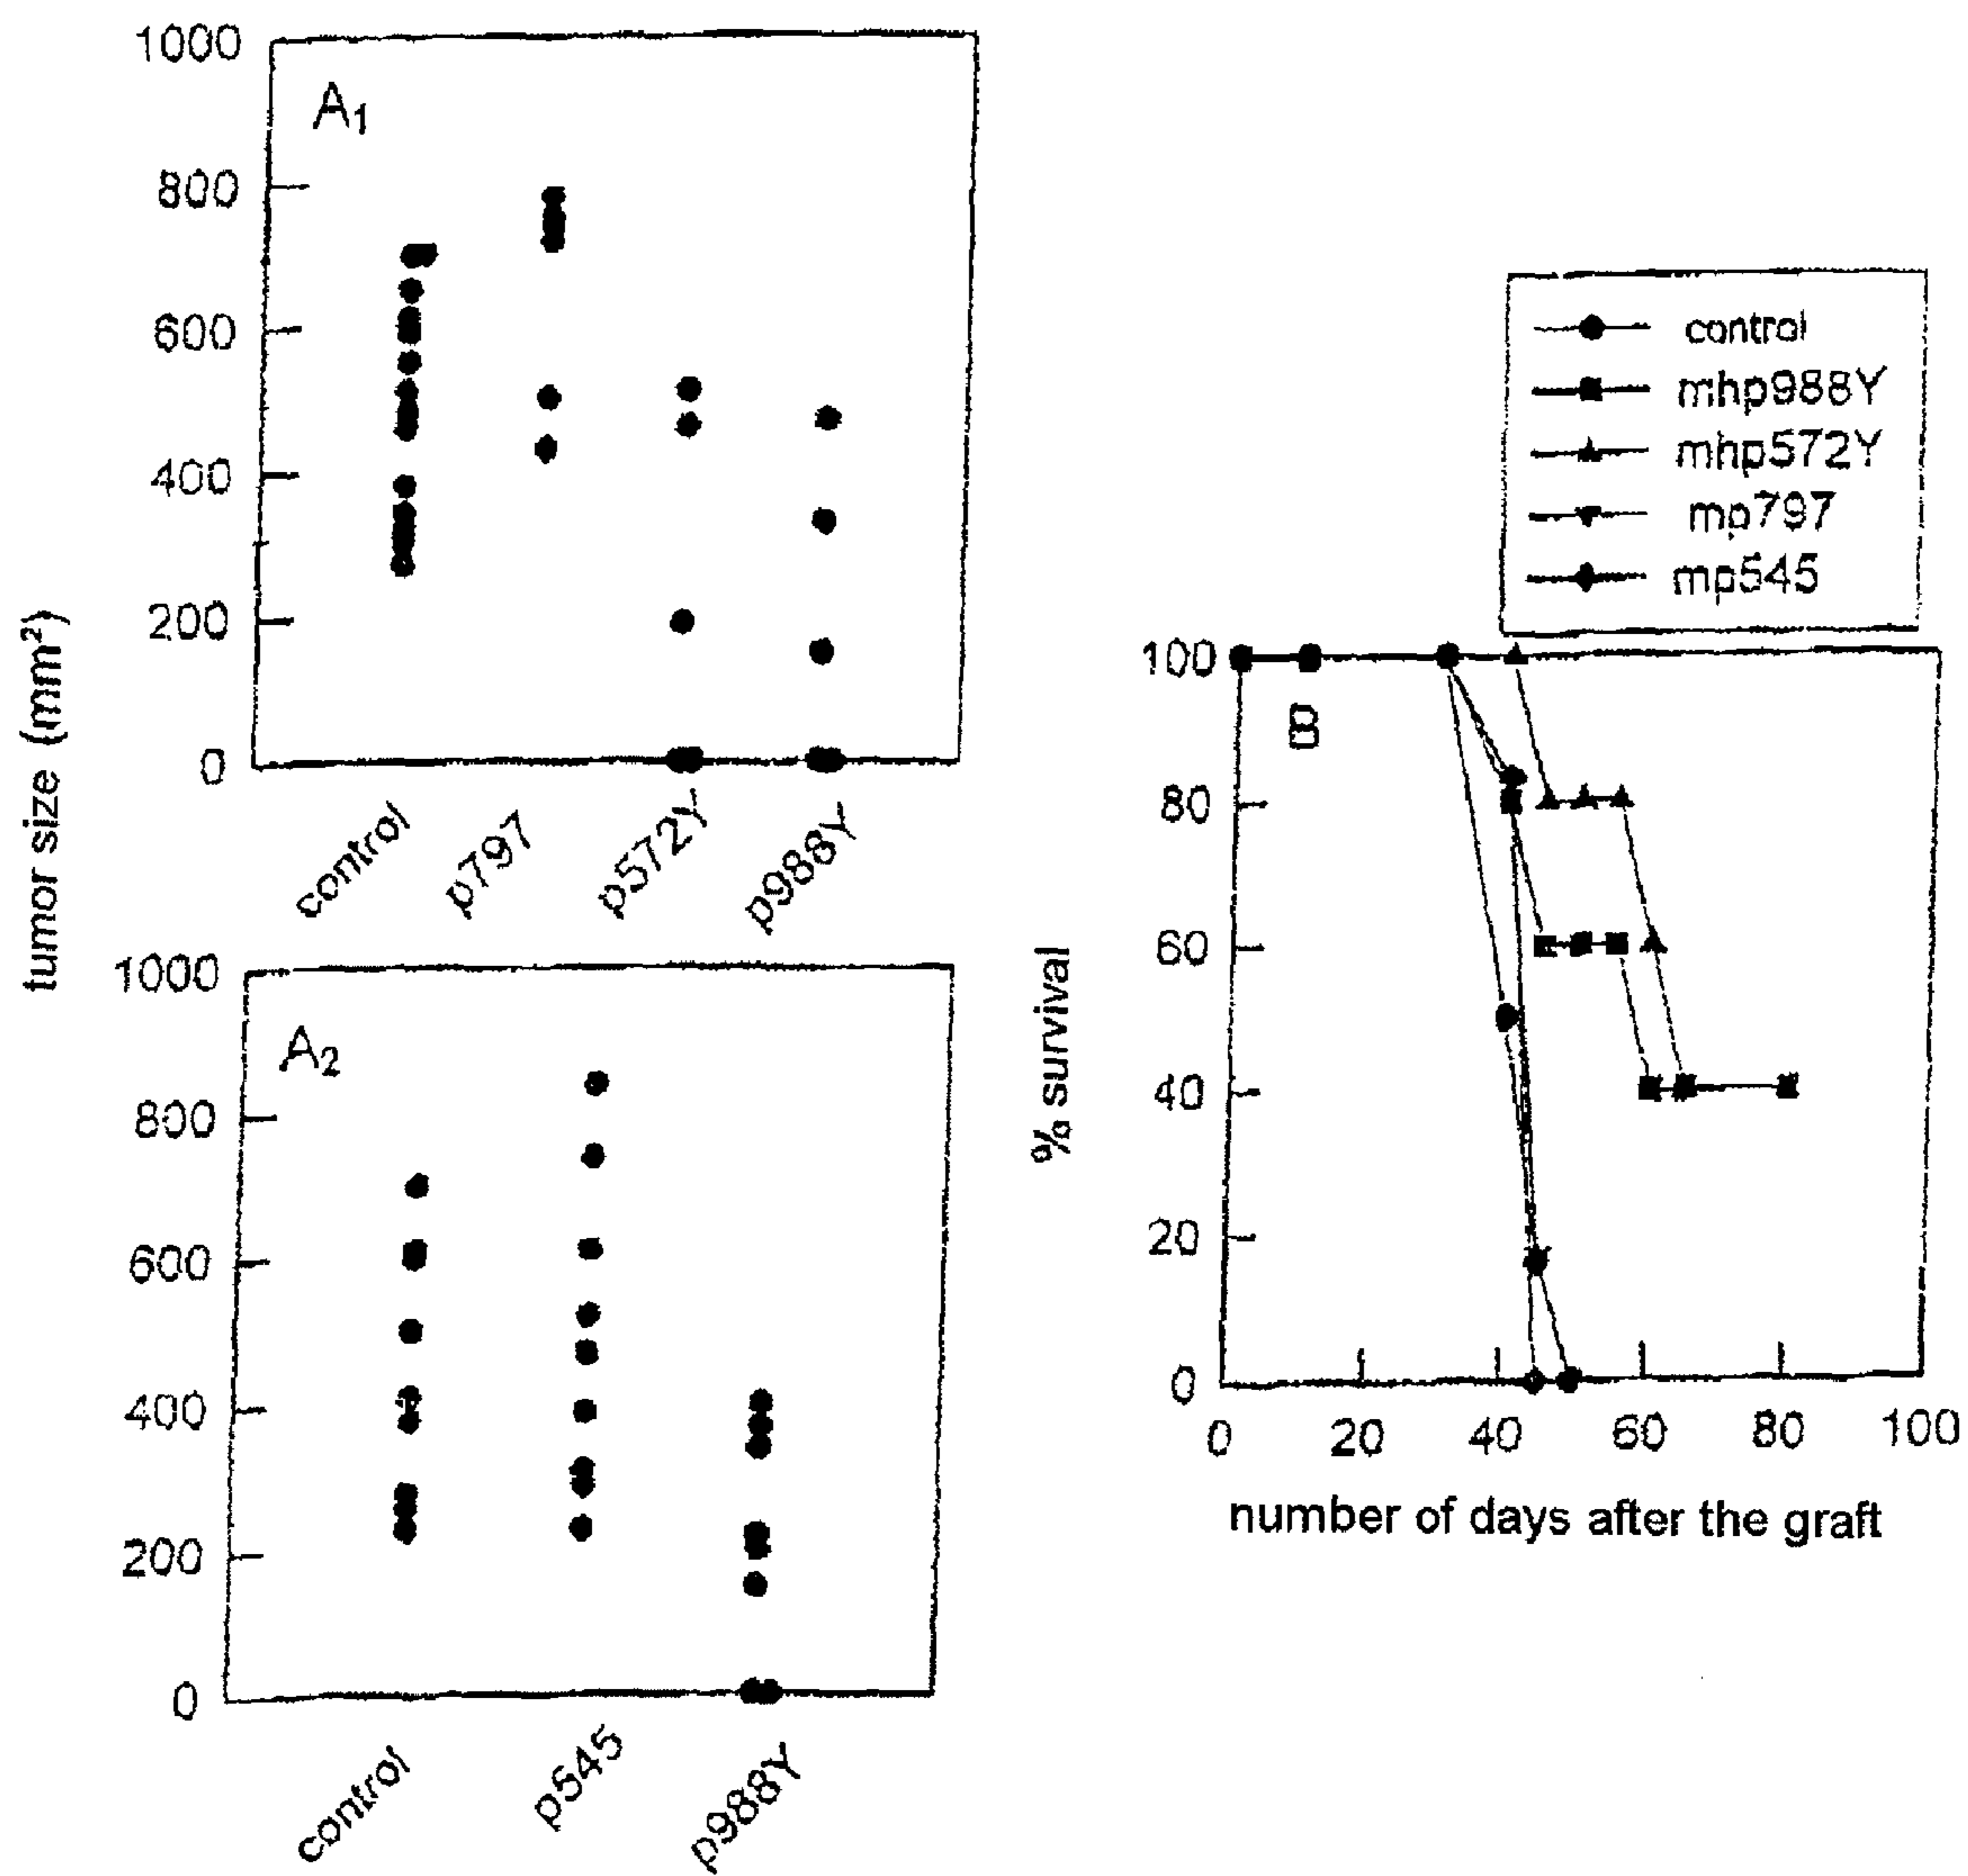 tumor size (mm²)
1000
A₁
800
600
400
200
0
control
p797
p572Y
p988Y
1000
A₂
800
600
400
200
0
control
p545
p988Y
control
mhp988Y
mhp572Y
mp797
mp545
% survival
100
B
80
60
40
20
0
0 20 40 60 80 100
number of days after the graft